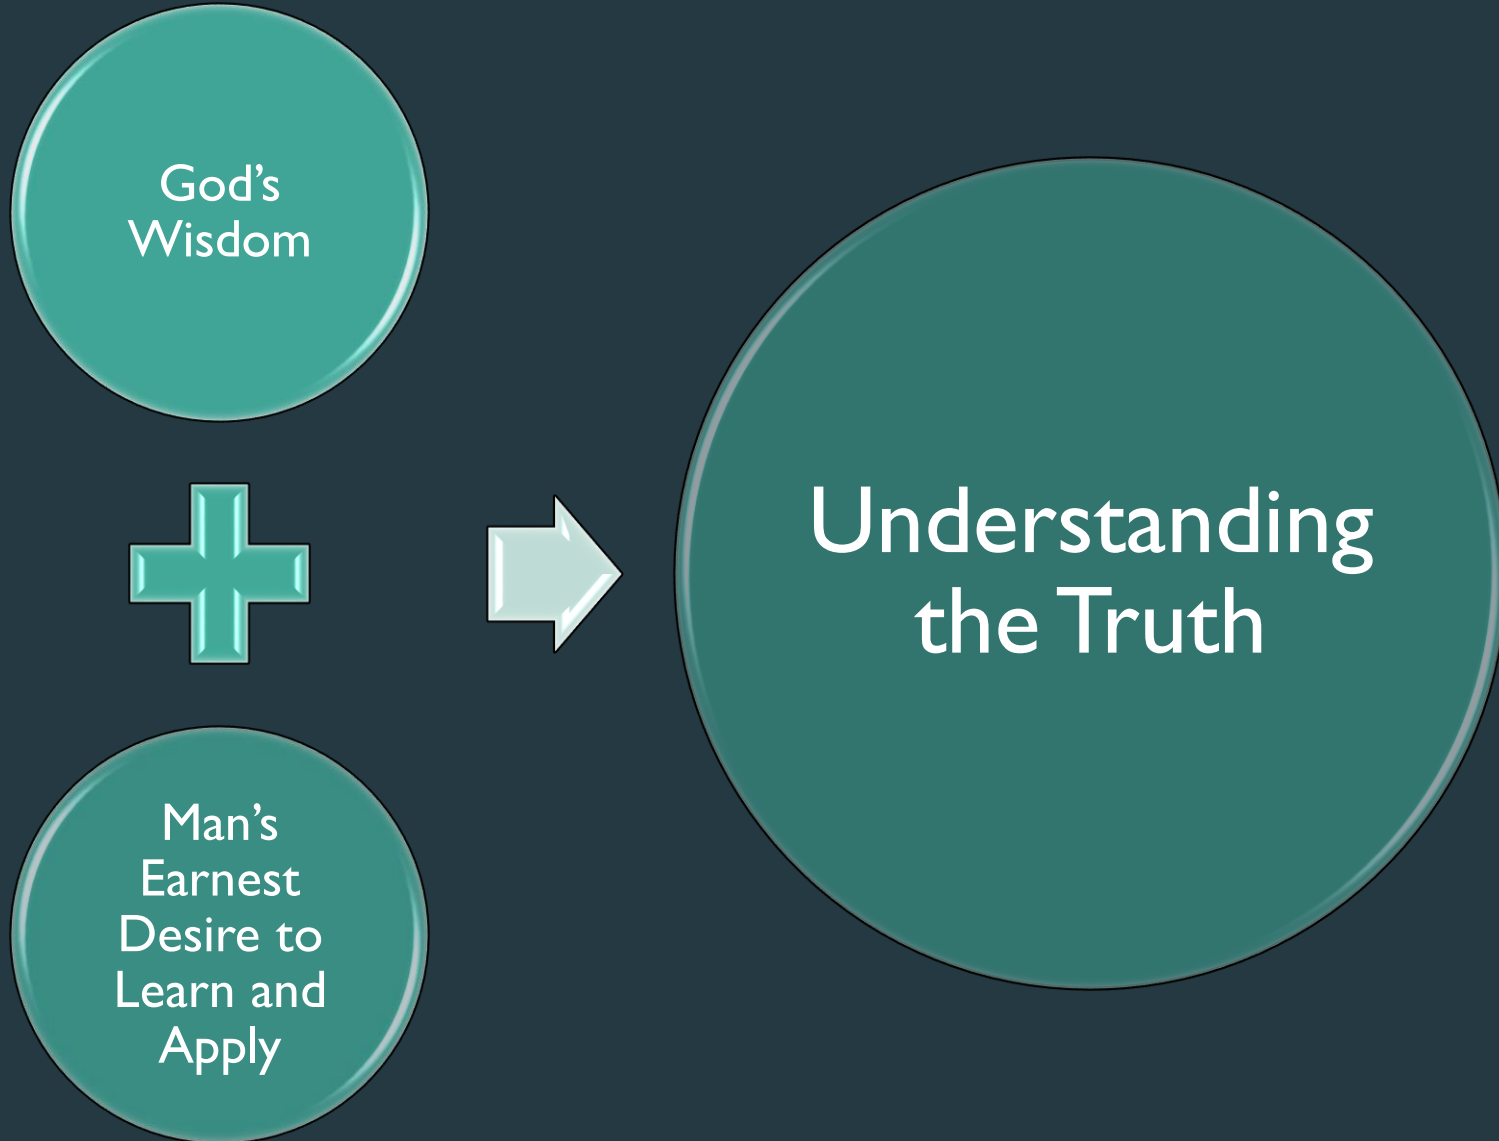 God’s
Wisdom
Man’s
Earnest
Desire to
Learn and
Apply
Understanding
the Truth